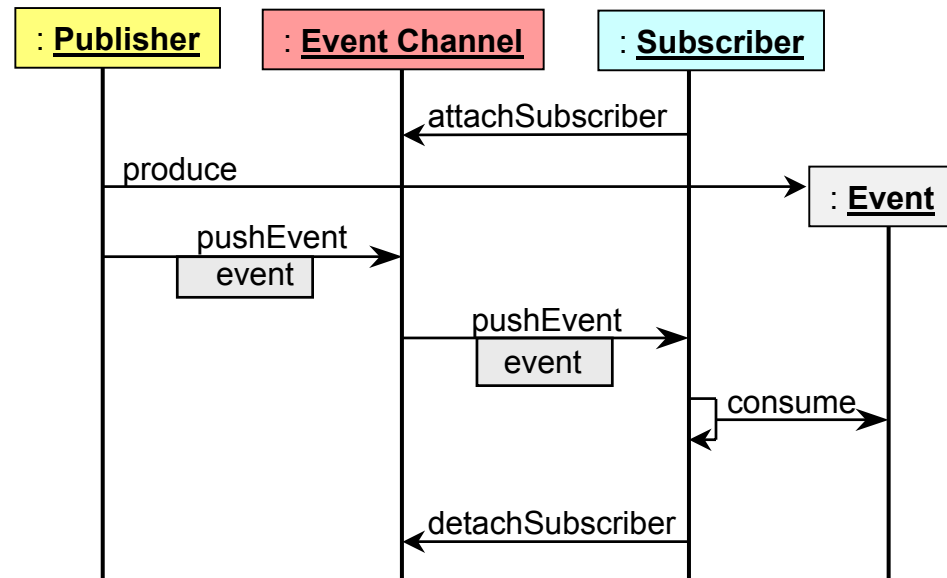 : Publisher
: Event Channel
: Subscriber
attachSubscriber
produce
: Event
pushEvent
event
pushEvent
event
consume
detachSubscriber